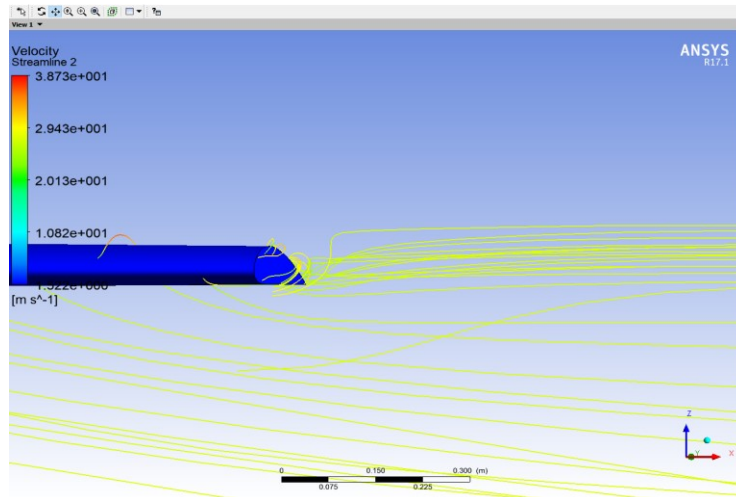 View 1
Velocity
Streamline 2
3.873e+001
2.943e+001
2.013e+001
1.082e+001
[m s^-1]
ANSYS
R17.1
0 0.150 0.300 (m)
0.075 0.225
Z
Y
X